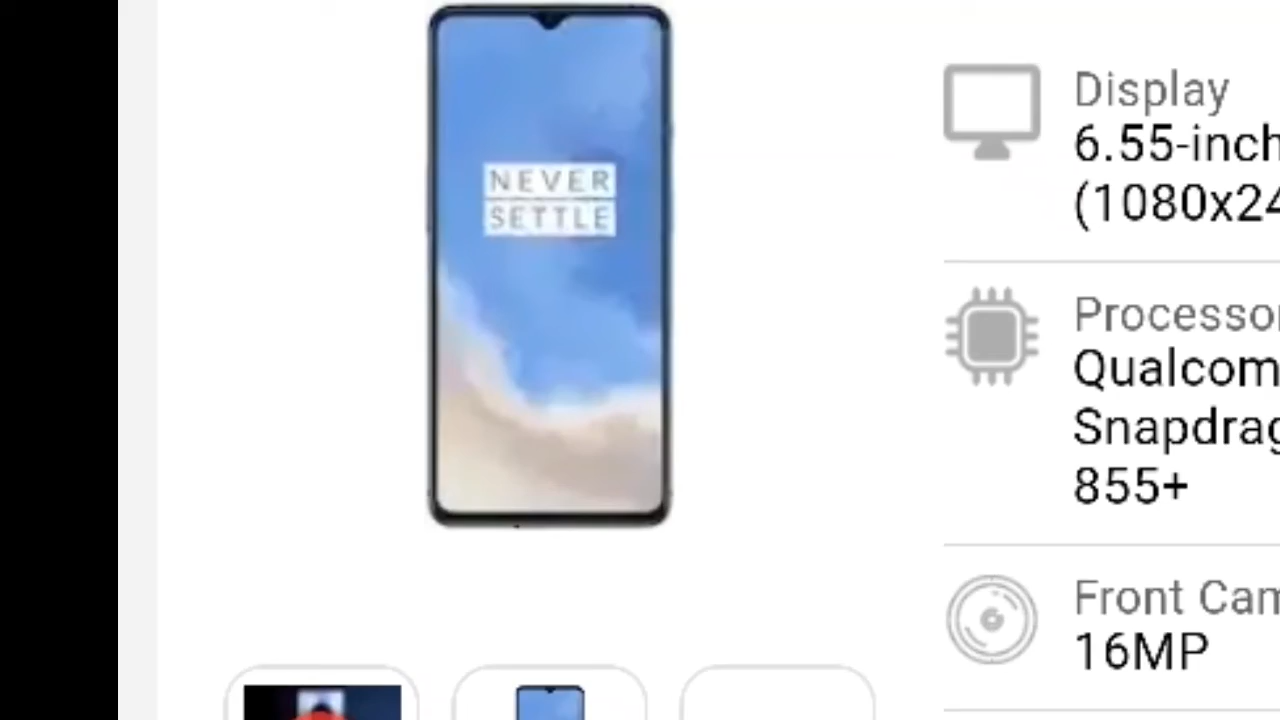 NEVER
SETTLE
Display
6.55-inch
(1080x24
Processor
Qualcom
Snapdrag
855+
Front Cam
16MP